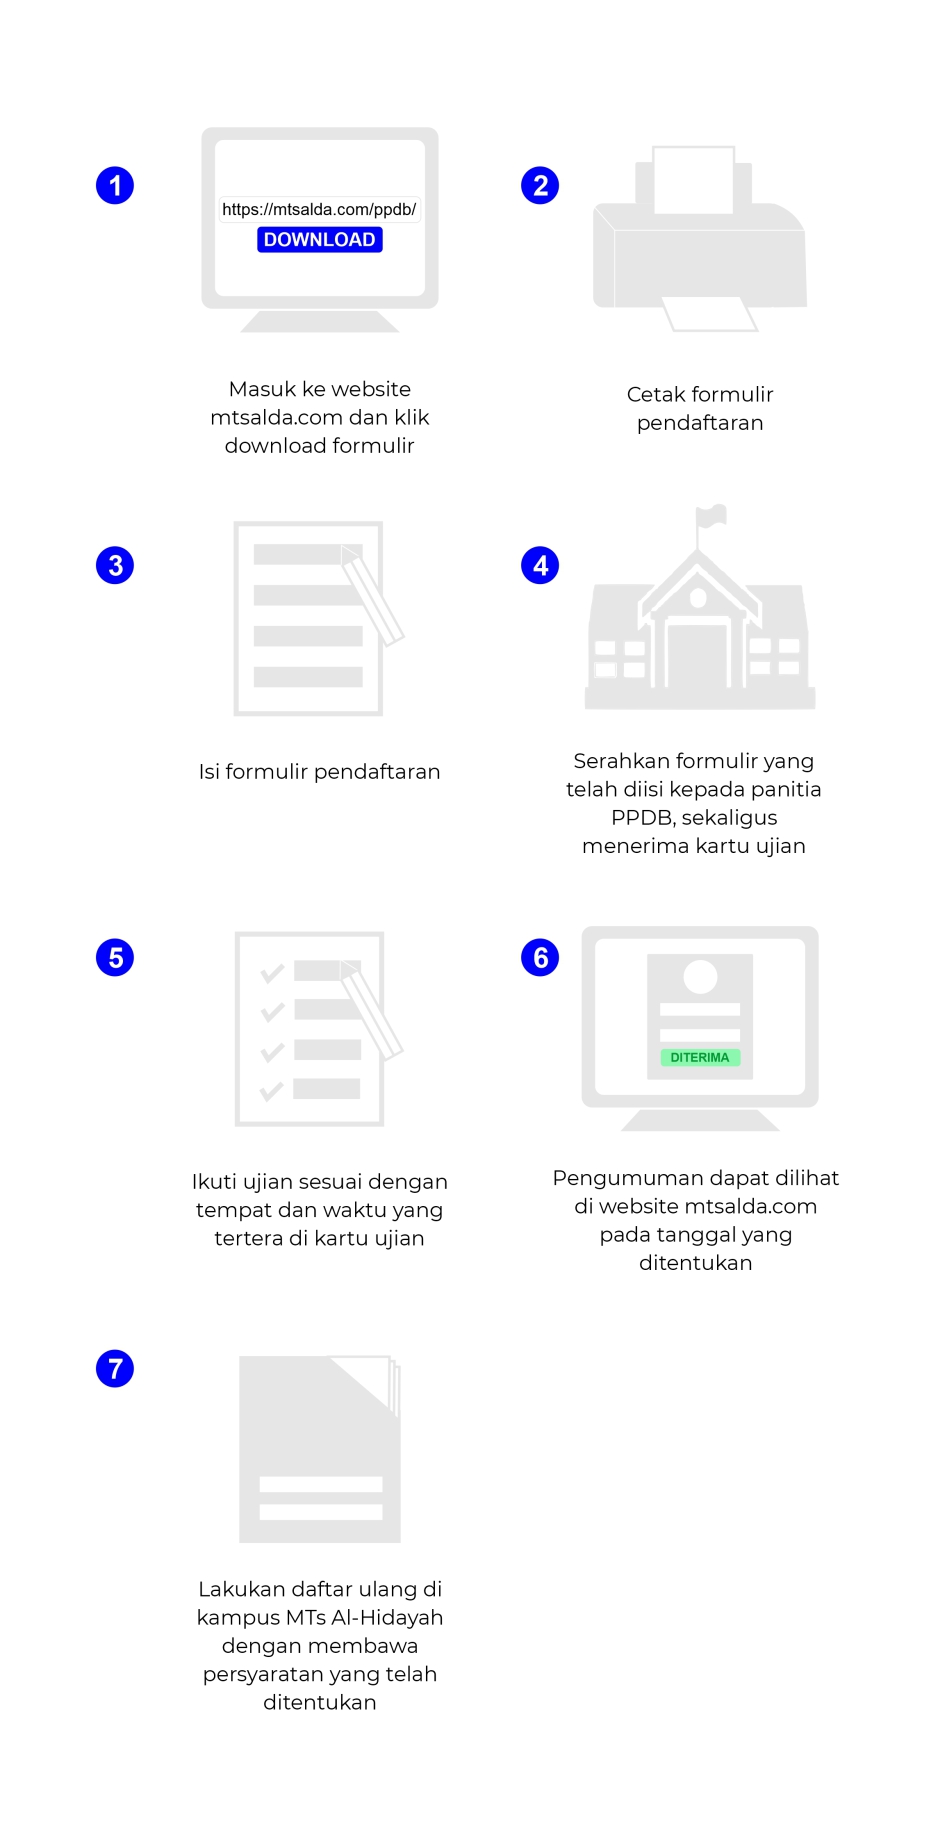 1
https://mtsalda.com/ppdb/
DOWNLOAD
Masuk ke website
mtsalda.com dan klik
download formulir
2
Cetak formulir
pendaftaran
3
Isi formulir pendaftaran
4
Serahkan formulir yang
telah diisi kepada panitia
PPDB, sekaligus
menerima kartu ujian
5
Ikuti ujian sesuai dengan
tempat dan waktu yang
tertera di kartu ujian
6
DITERIMA
Pengumuman dapat dilihat
di website mtsalda.com
pada tanggal yang
ditentukan
7
Lakukan daftar ulang di
kampus MTs Al-Hidayah
dengan membawa
persyaratan yang telah
ditentukan